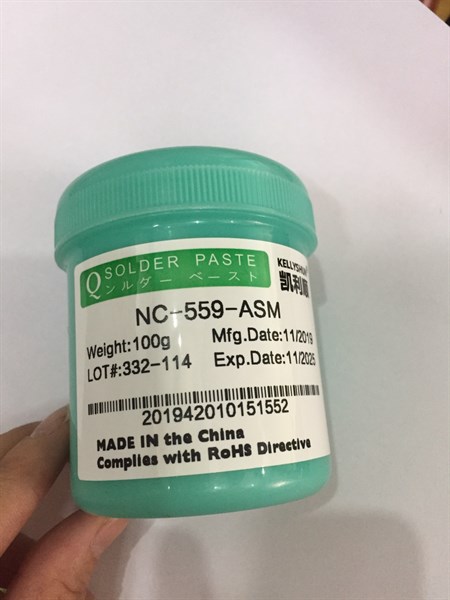 Q SOLDER PASTE
ンルダー ペースト
KELLYSHUN
凯利顺
NC-559-ASM
Weight:100g Mfg.Date:11/2019
LOT#:332-114 Exp.Date:11/2025
201942010151552
MADE IN the China
Complies with RoHS Directive